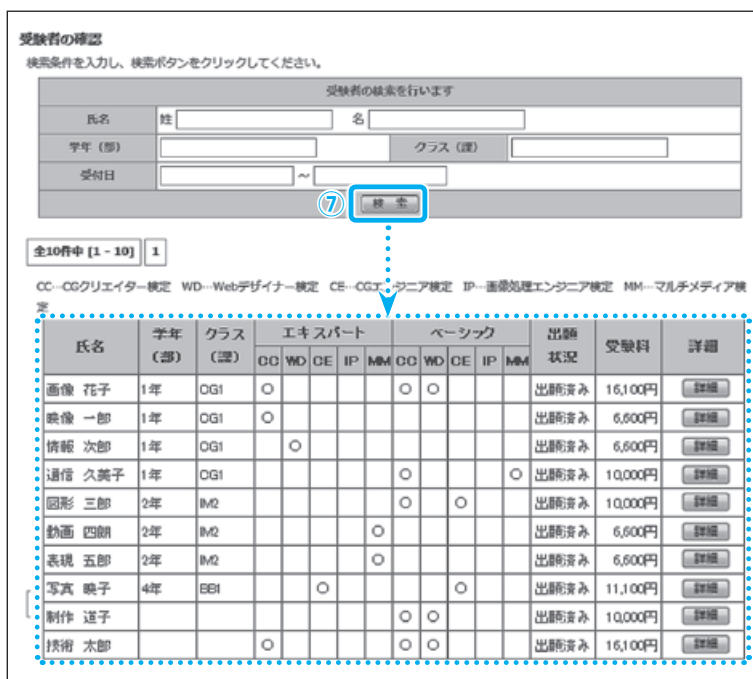 受験者の確認
検索条件を入力し、検索ボタンをクリックしてください。
受験者の検索を行います
氏名 姓 名
学年（部） クラス（課）
受付日 ～
⑦ 検 索
全10件中 [1 - 10] 1
CC…CGクリエイター検定 WD…Webデザイナー検定 CE…CGエンジニア検定 IP…画像処理エンジニア検定 MM…マルチメディア検
定
氏名 学年（部） クラス（課） エキスパート ベーシック 出願状況 受験料 詳細
CC WD CE IP MM CC WD CE IP MM
画像 花子 1年 CG1 ○ ○ ○ 出願済み 16,100円 詳細
映像 一郎 1年 CG1 ○ 出願済み 6,600円 詳細
情報 次郎 1年 CG1 ○ 出願済み 6,600円 詳細
通信 久美子 1年 CG1 ○ ○ 出願済み 10,000円 詳細
図形 三郎 2年 IM2 ○ ○ 出願済み 10,000円 詳細
動画 四朗 2年 IM2 ○ 出願済み 6,600円 詳細
表現 五郎 2年 IM2 ○ 出願済み 6,600円 詳細
写真 映子 4年 BB1 ○ ○ 出願済み 11,100円 詳細
制作 道子 ○ ○ 出願済み 10,000円 詳細
技術 太郎 ○ ○ ○ 出願済み 16,100円 詳細